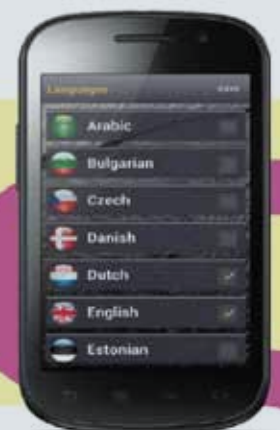 Languages
Arabic
Bulgarian
Czech
Danish
Dutch
English
Estonian